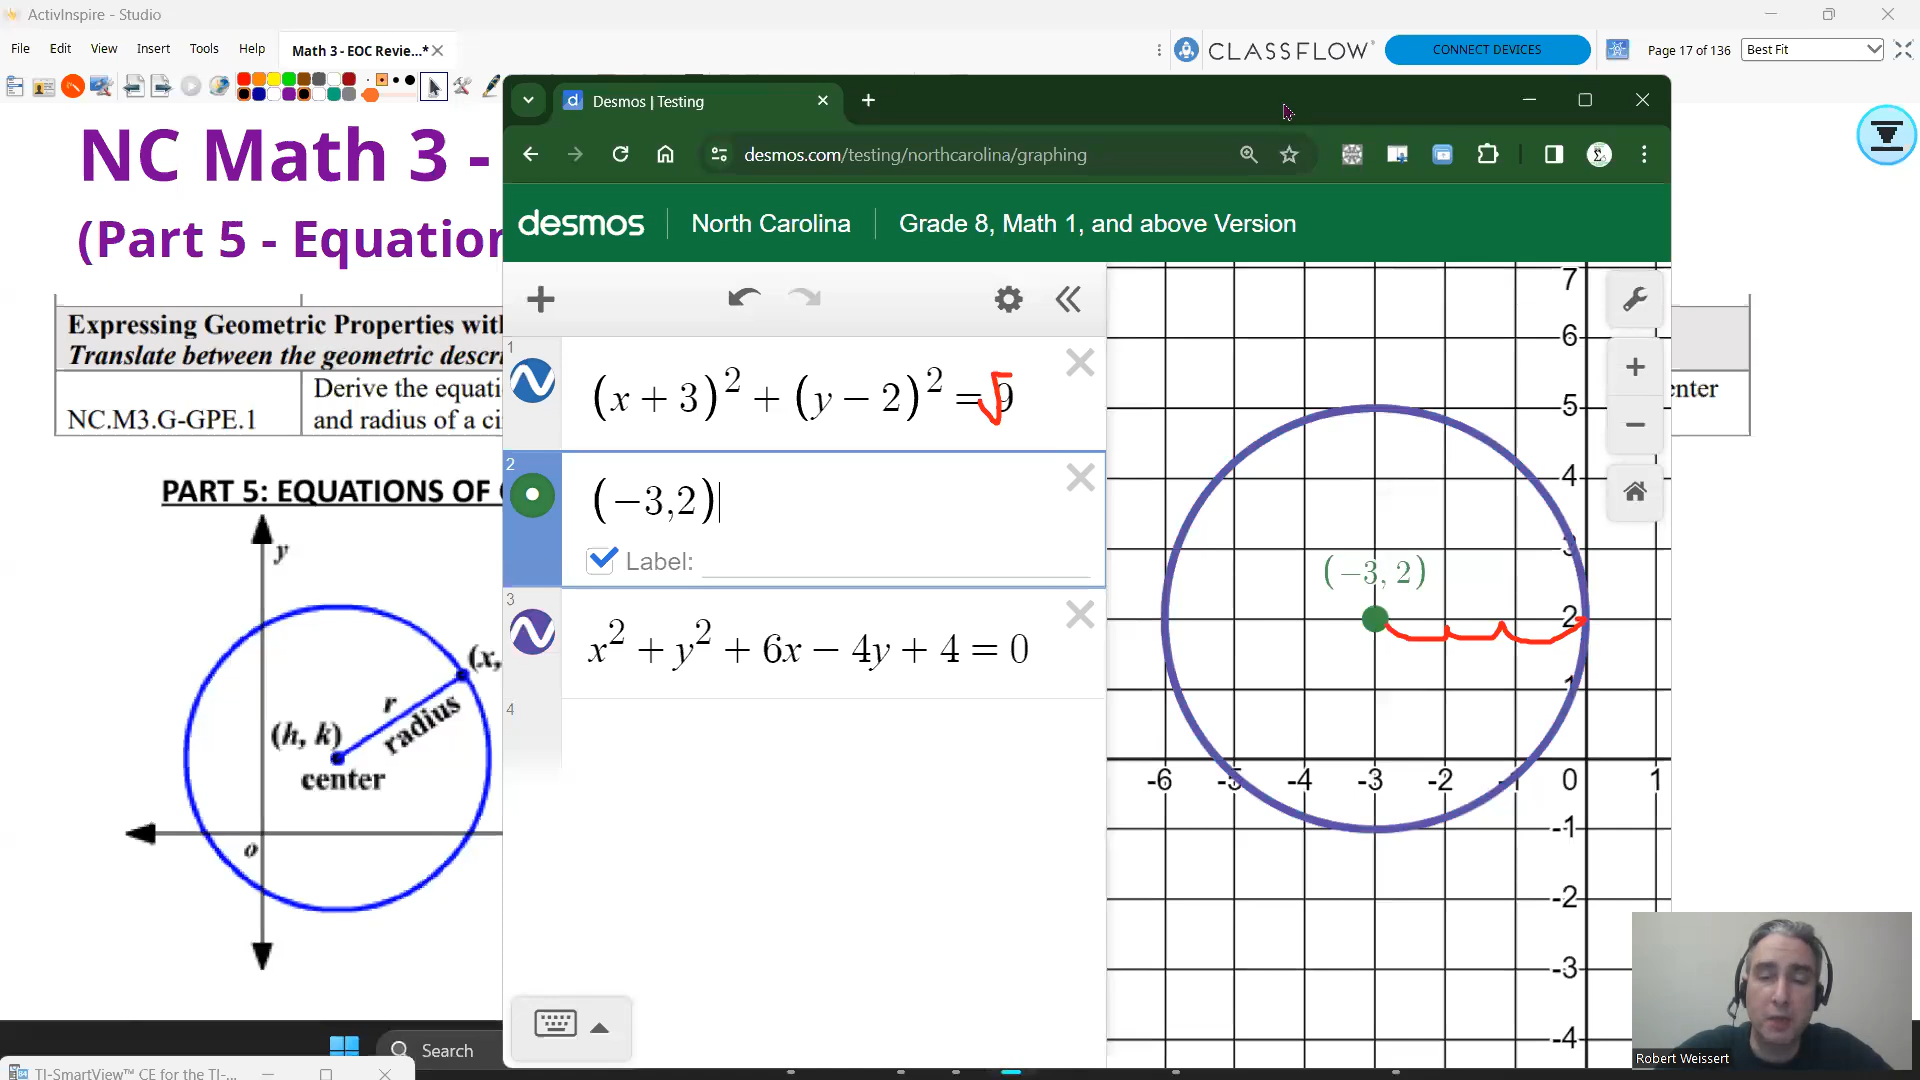 ActivInspire - Studio
File Edit View Insert Tools Help
Math 3 - EOC Revie...*
CLASSFLOW
CONNECT DEVICES
Page 17 of 136
Best Fit
NC Math 3 -
(Part 5 - Equation
Expressing Geometric Properties with
Translate between the geometric descr
NC.M3.G-GPE.1
Derive the equati
and radius of a ci
enter
PART 5: EQUATIONS OF
y
(x,
r
radius
(h, k)
center
o
Desmos | Testing
desmos.com/testing/northcarolina/graphing
desmos
North Carolina
Grade 8, Math 1, and above Version
1
(x + 3)² + (y − 2)² = √9
2
(−3,2)
Label:
3
x² + y² + 6x − 4y + 4 = 0
4
7
6
5
4
3
(−3, 2)
2
1
-6 -5 -4 -3 -2 -1 0 1
-1
-2
-3
-4
Search
Robert Weissert
TI-SmartView™ CE for the TI-...